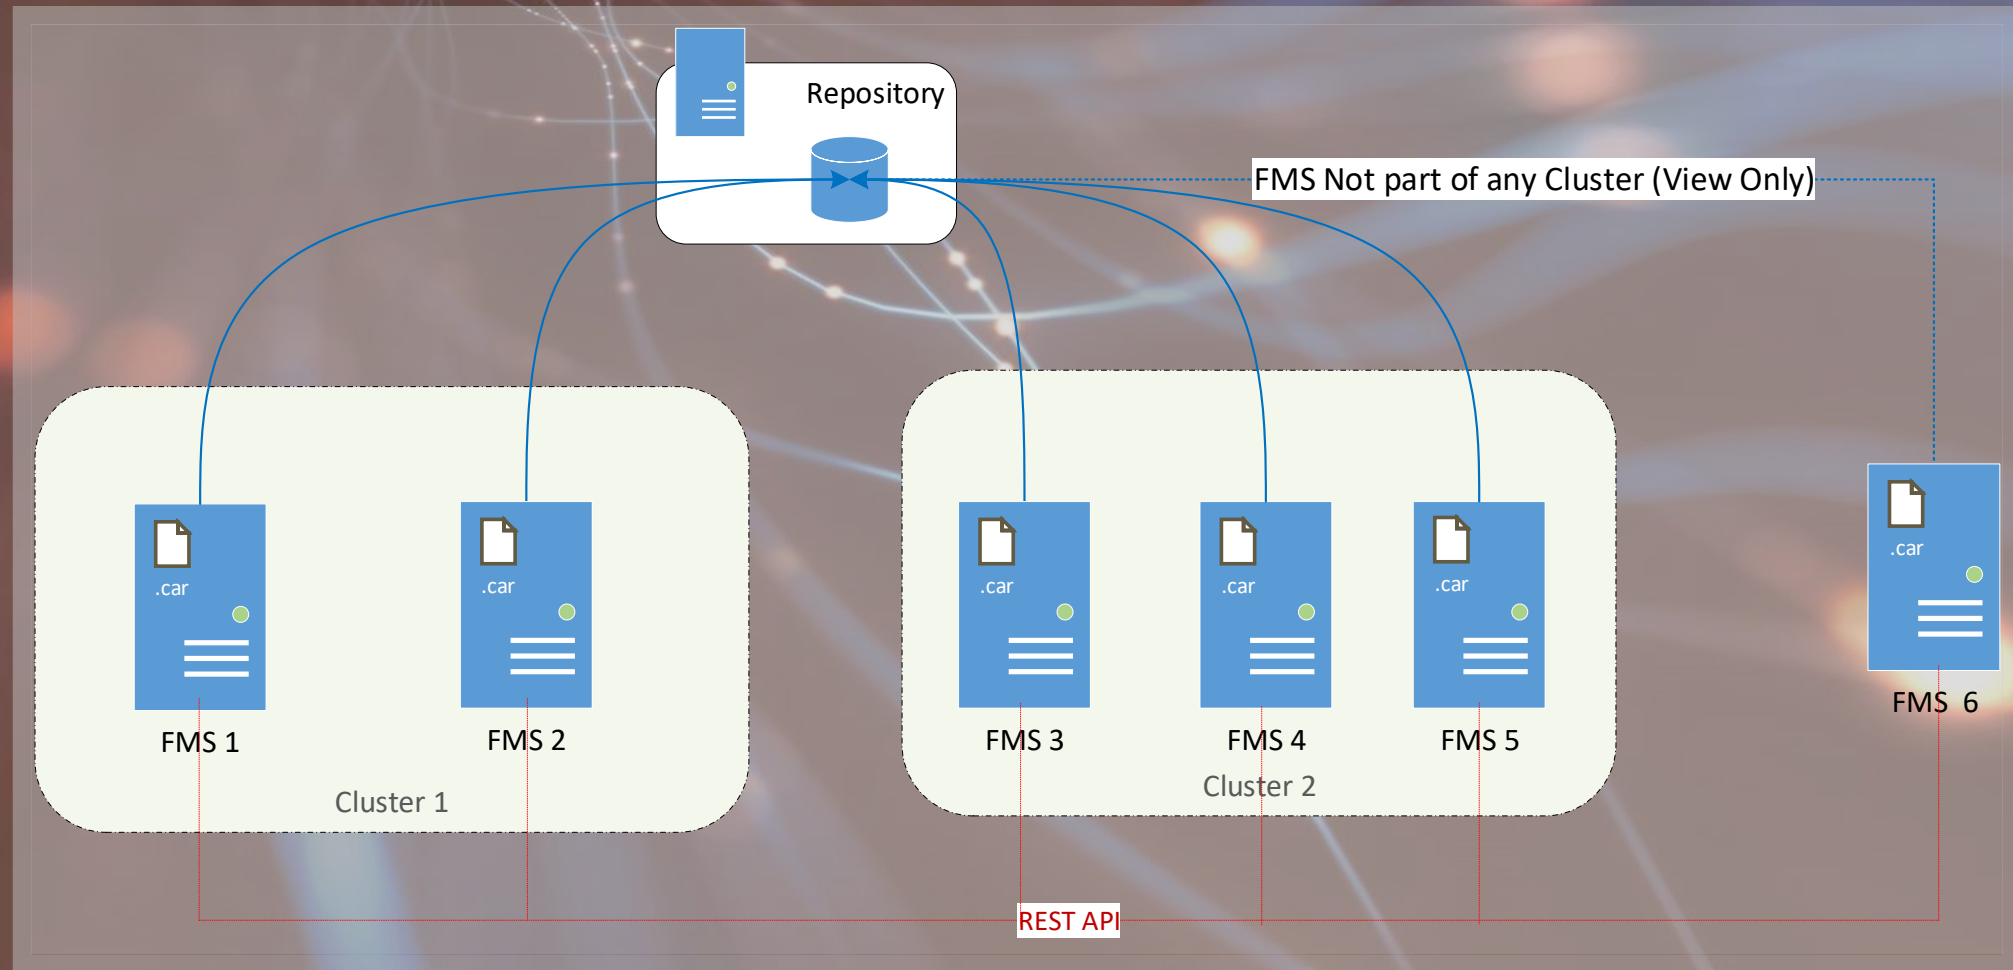 Repository
FMS Not part of any Cluster (View Only)
.car
.car
.car
.car
.car
.car
FMS 1
FMS 2
FMS 3
FMS 4
FMS 5
FMS  6
Cluster 1
Cluster 2
REST API